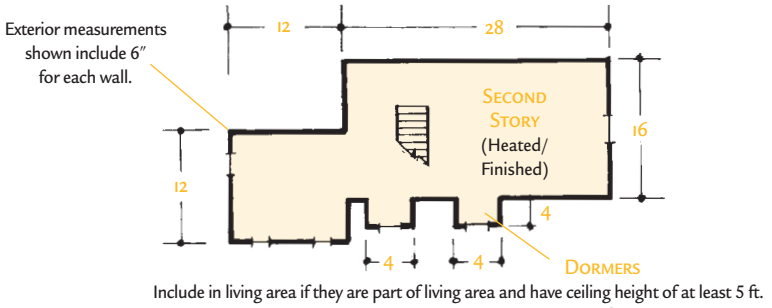 Exterior measurements
shown include 6″
for each wall.
12
28
Second
Story
(Heated/
Finished)
16
12
4
4
4
Dormers
Include in living area if they are part of living area and have ceiling height of at least 5 ft.